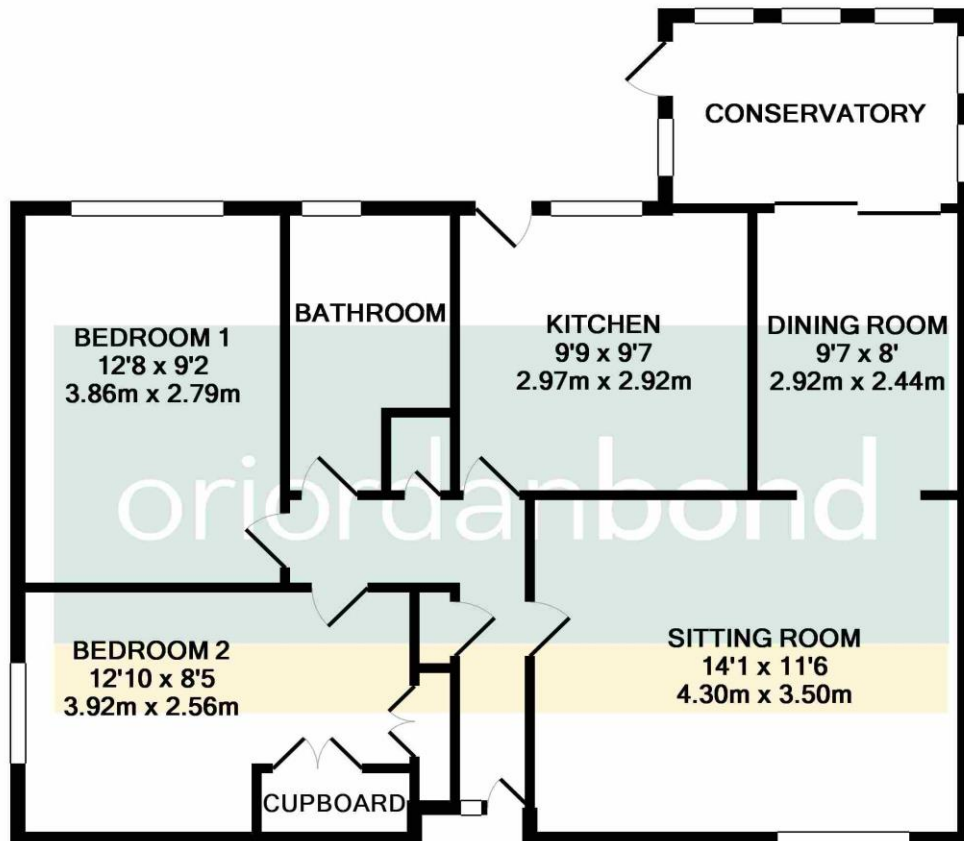 CONSERVATORY
BATHROOM
BEDROOM 1
12'8 x 9'2
3.86m x 2.79m
KITCHEN
9'9 x 9'7
2.97m x 2.92m
DINING ROOM
9'7 x 8'
2.92m x 2.44m
oriordanbond
BEDROOM 2
12'10 x 8'5
3.92m x 2.56m
SITTING ROOM
14'1 x 11'6
4.30m x 3.50m
CUPBOARD